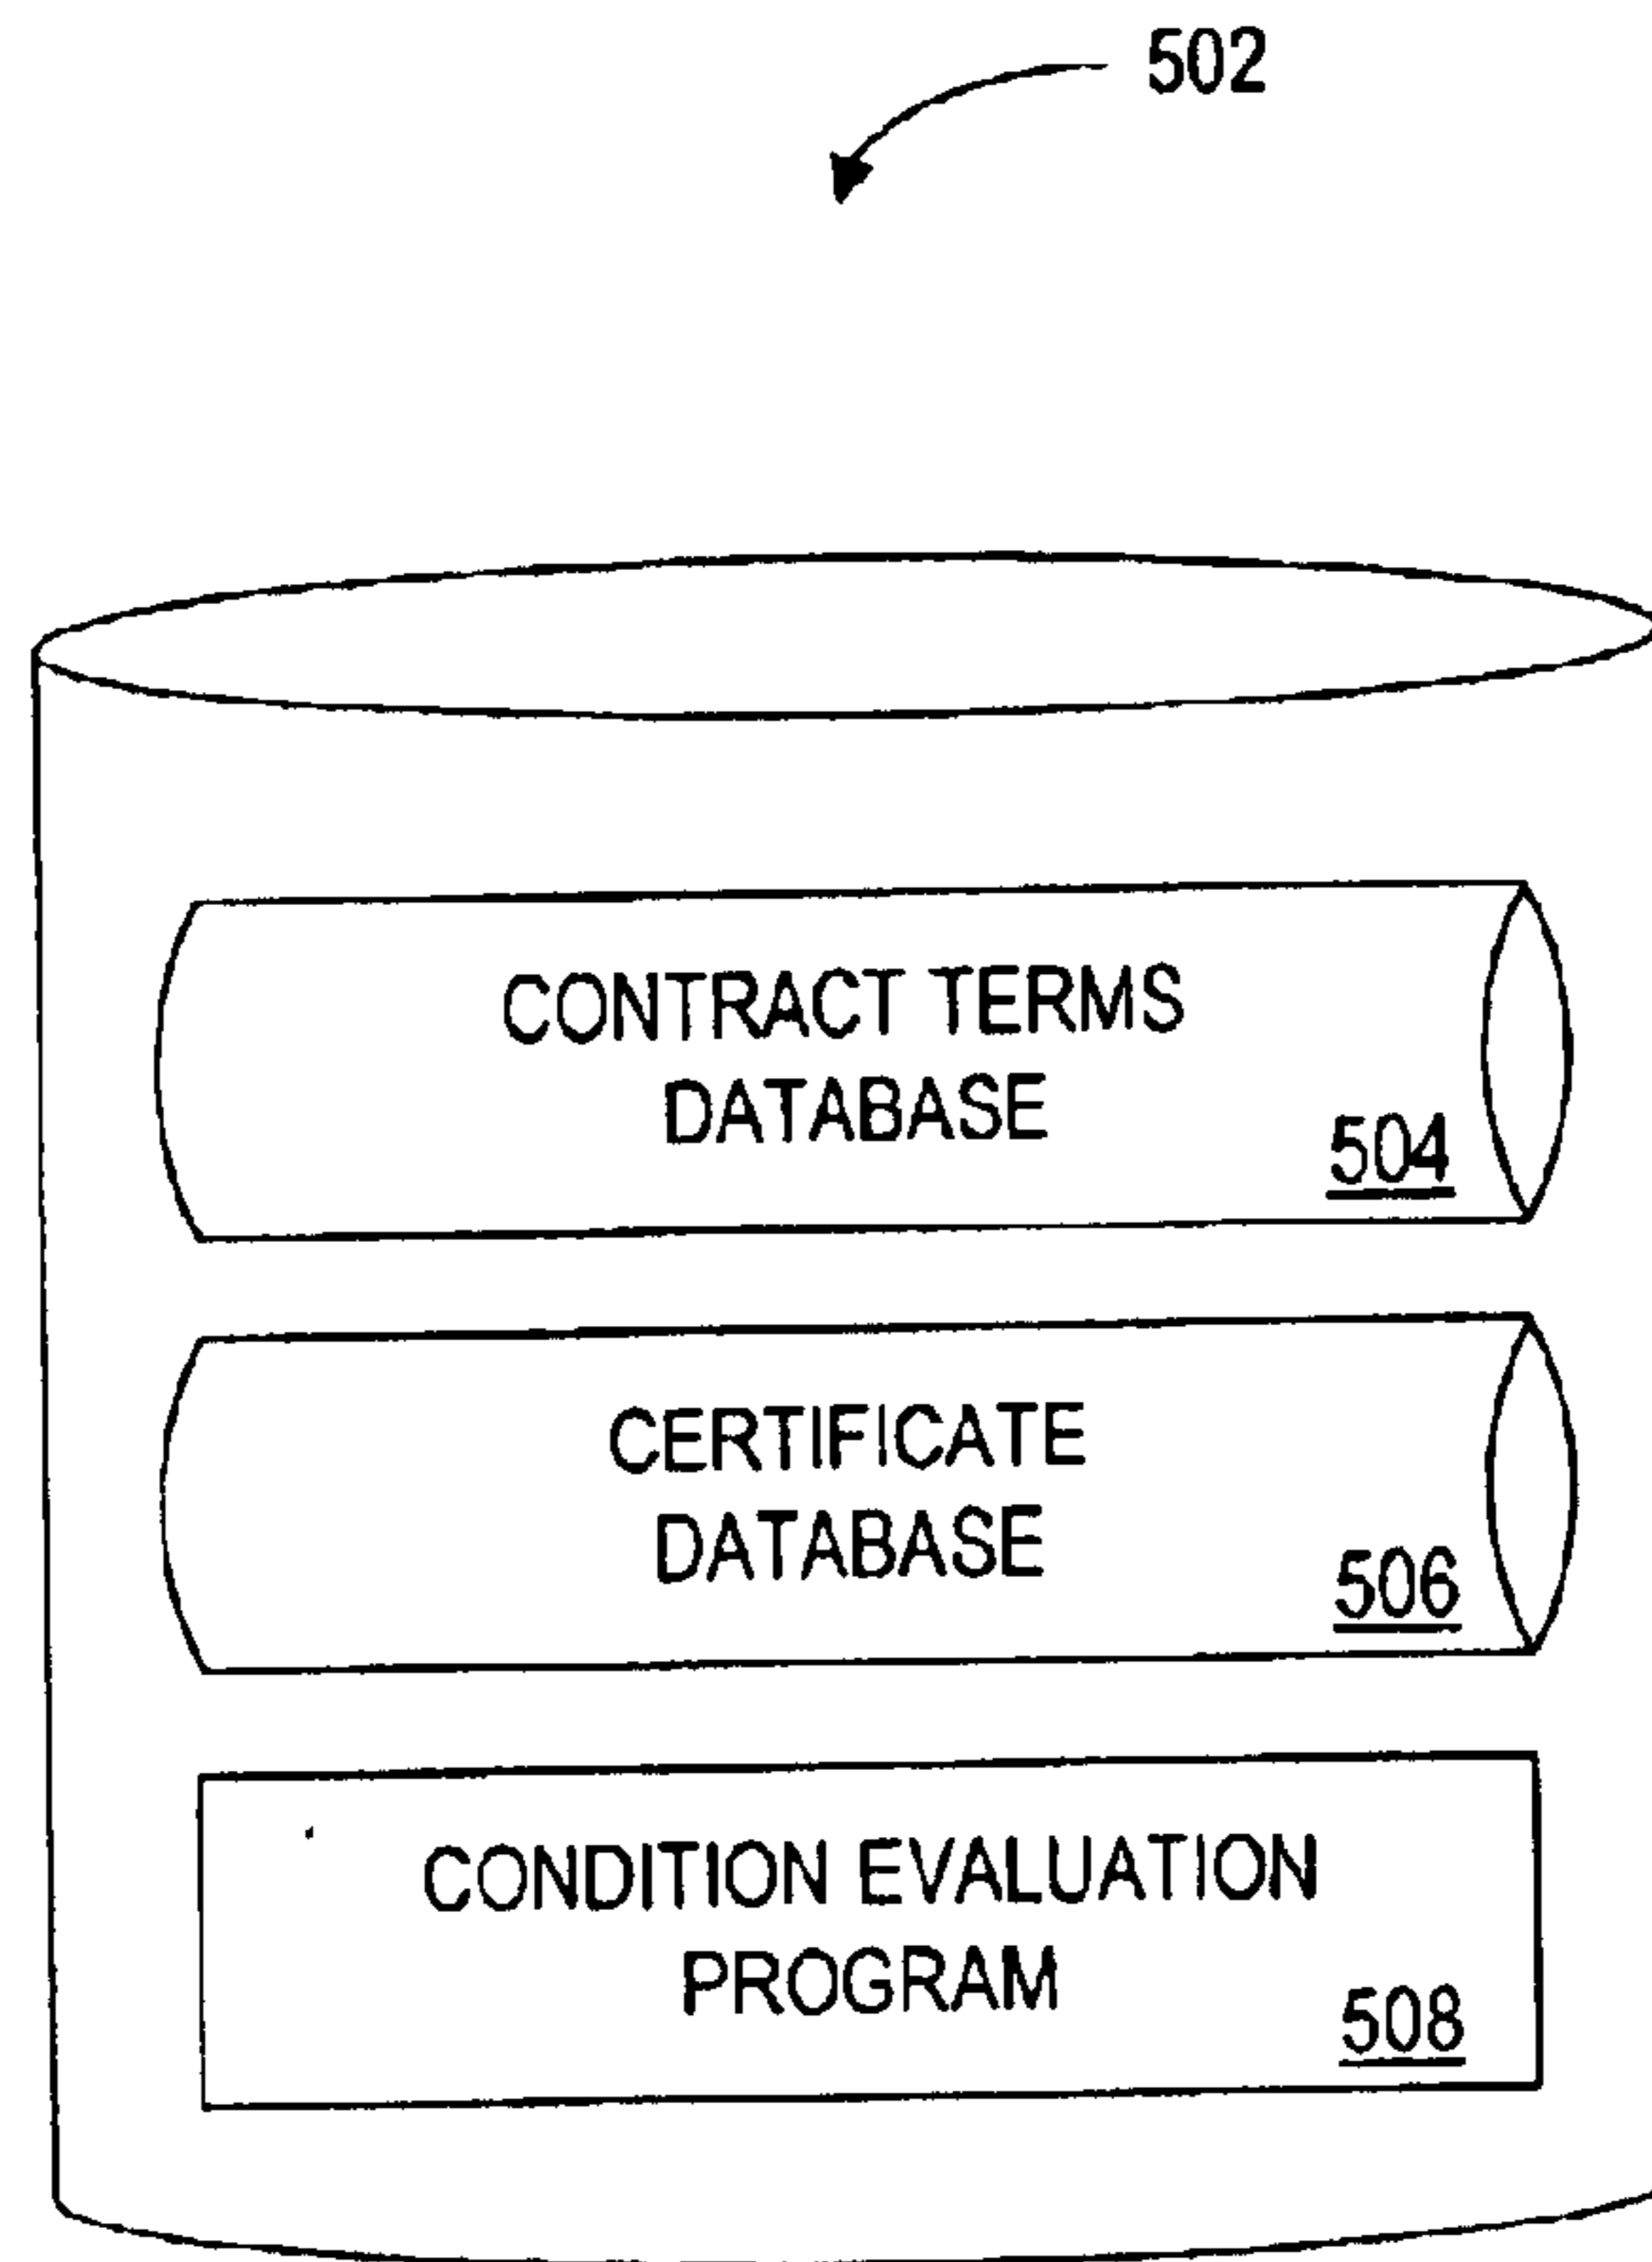 502
CONTRACT TERMS
DATABASE
504
CERTIFICATE
DATABASE
506
CONDITION EVALUATION
PROGRAM
508